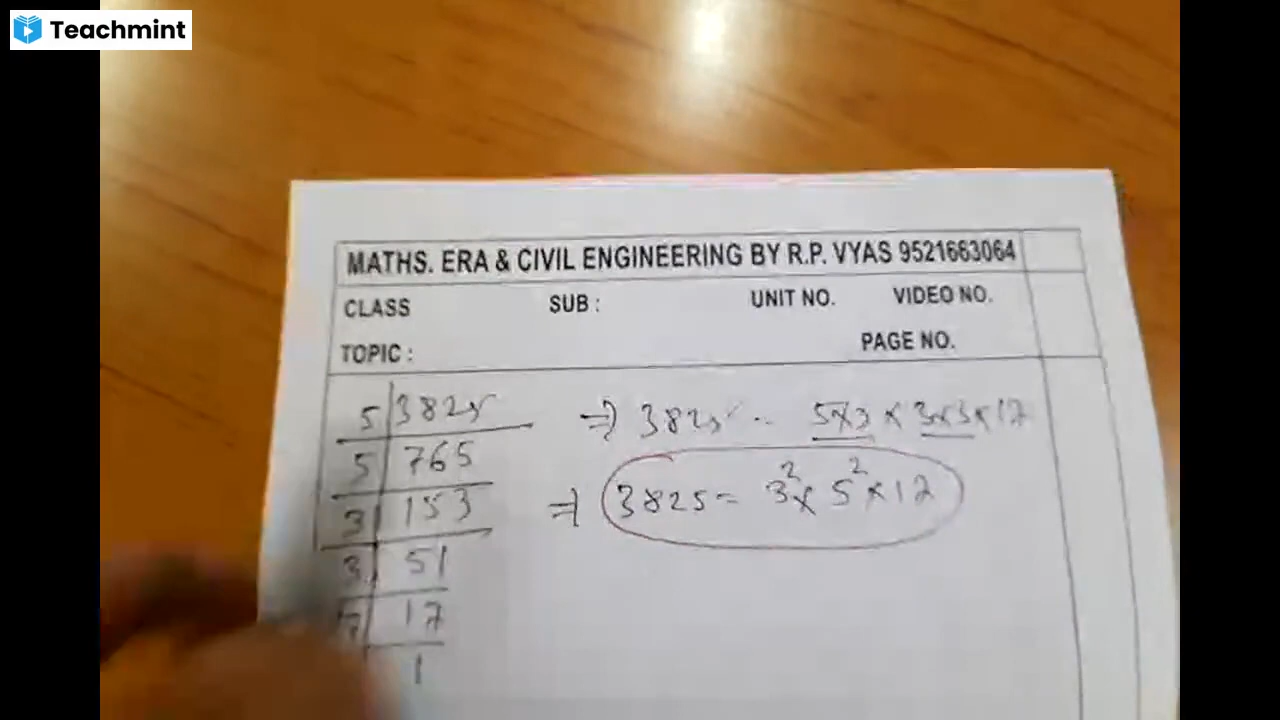 Teachmint
MATHS. ERA & CIVIL ENGINEERING BY R.P. VYAS 9521663064
CLASS SUB : UNIT NO. VIDEO NO.
TOPIC : PAGE NO.
5 3825
5 765
3 153
3 51
17
1
⇒ 3825 = 5×3 × 3×3×17
⇒ 3825 = 3²× 5²×17